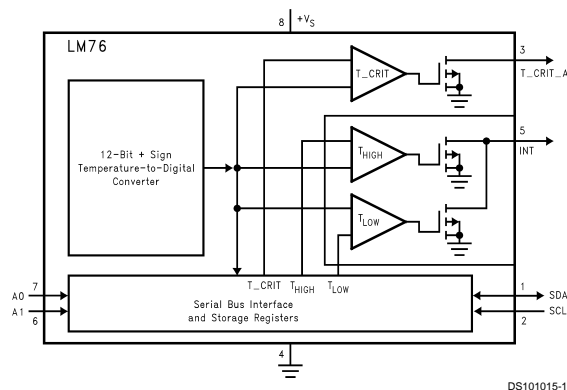 8
+VS
LM76
T_CRIT
3
T_CRIT_A
12-Bit + Sign
Temperature-to-Digital
Converter
THIGH
5
INT
TLOW
T_CRIT THIGH TLOW
Serial Bus Interface
and Storage Registers
7
A0
A1
6
1
SDA
SCL
2
4
DS101015-1